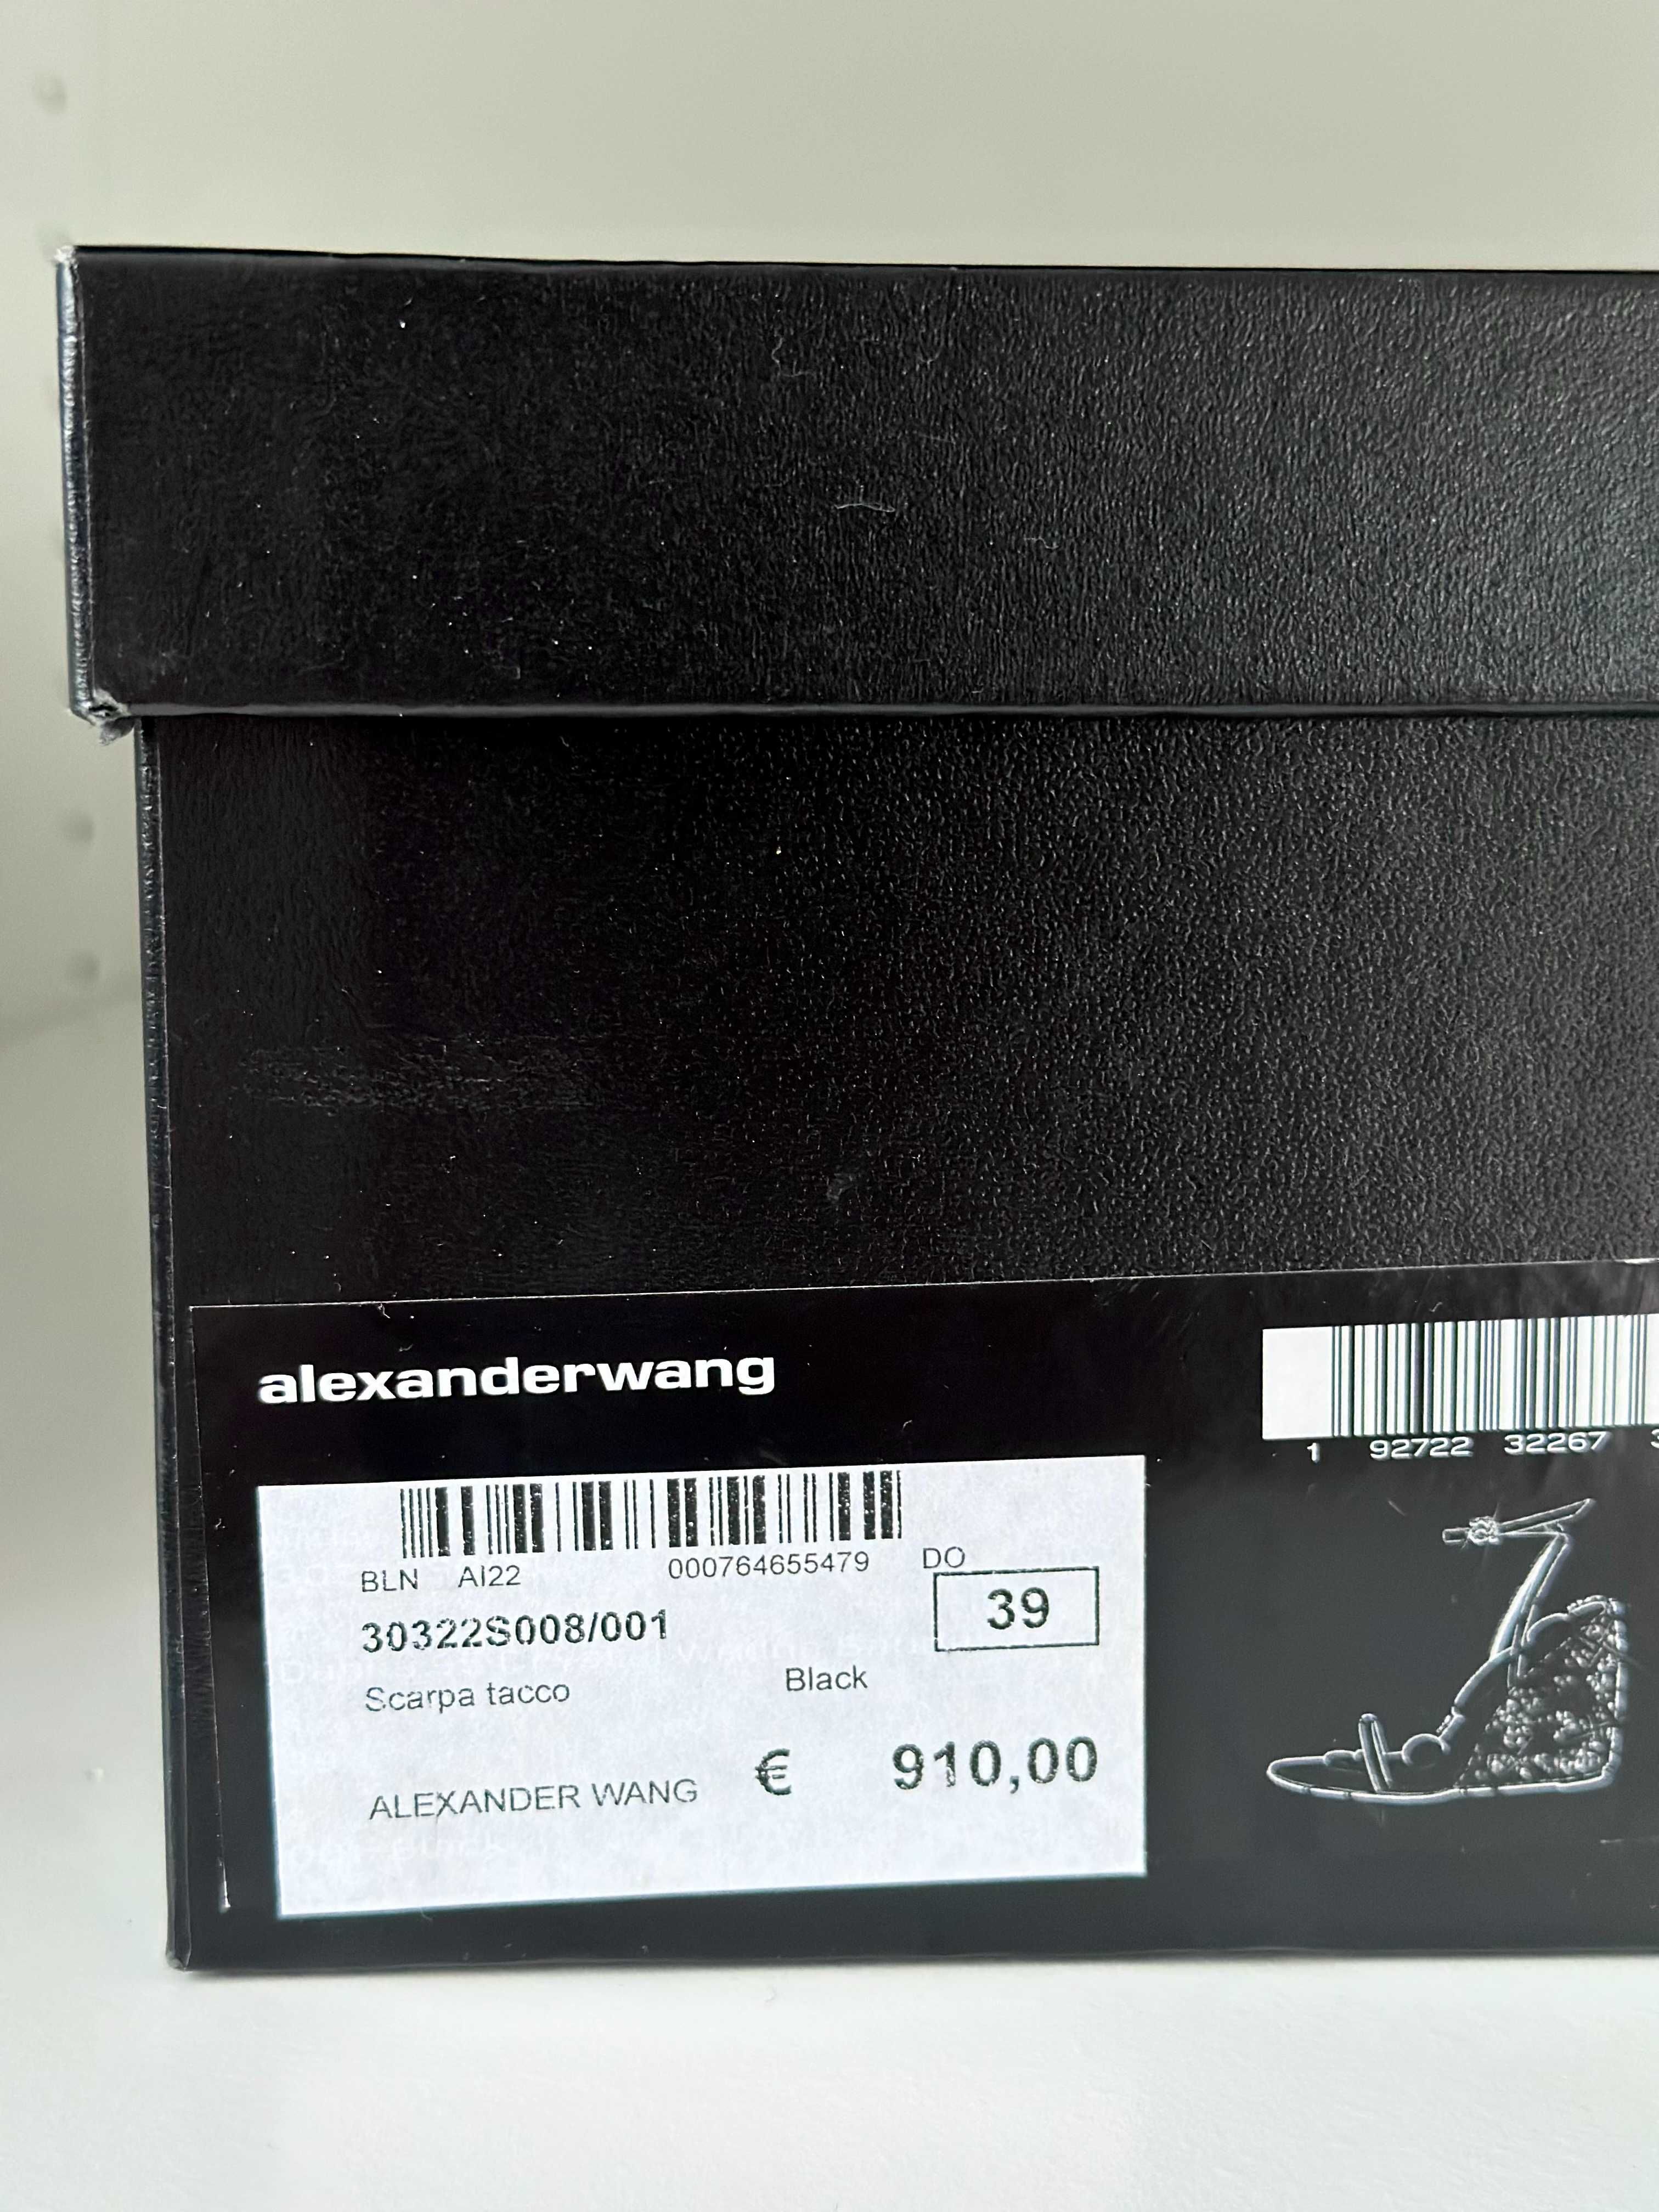 alexanderwang
1 92722 32267
BLN AI22 000764655479 DO
39
30322S008/001
Scarpa tacco Black
ALEXANDER WANG € 910,00